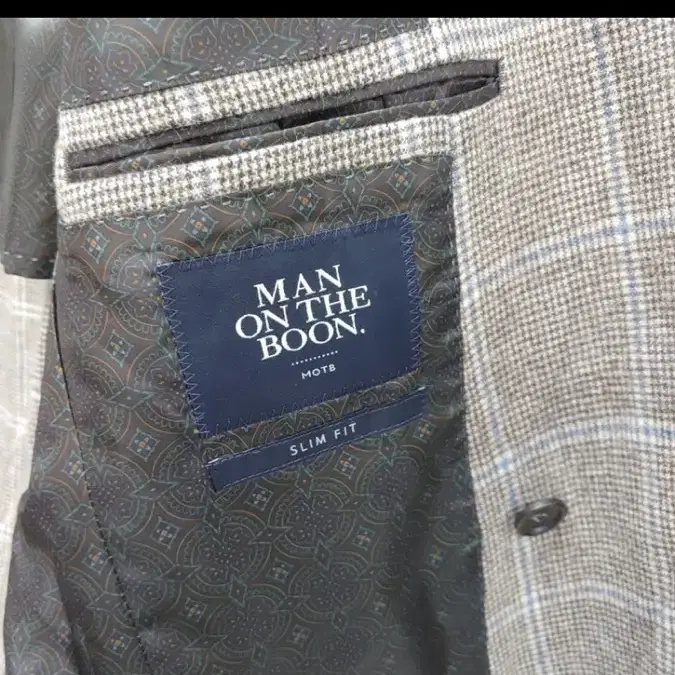 MAN
ON THE
BOON.
MOTB
SLIM FIT